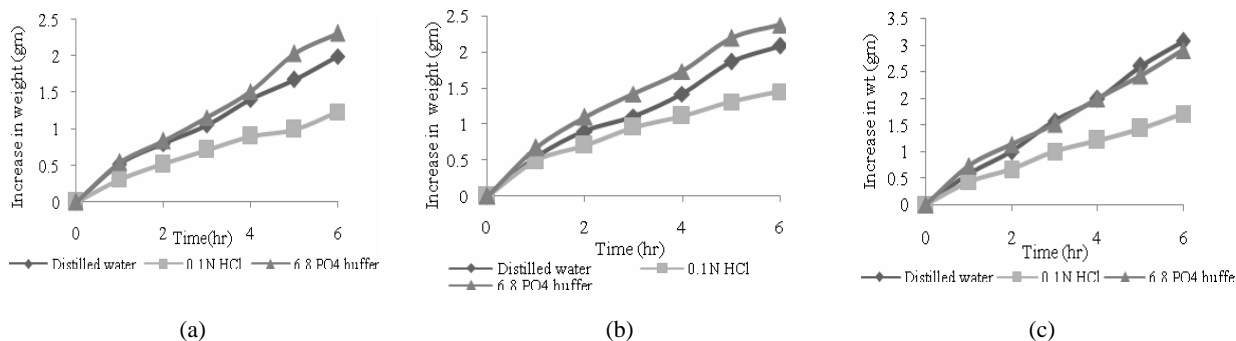 Increase in weight (gm)
2.5
2
1.5
1
0.5
0
0 2 4 6
Time(hr)
Distilled water 0.1N HCl 6.8 PO4 buffer
(a)
Increase in weight (gm)
2.5
2
1.5
1
0.5
0
0 2 4 6
Time (hr)
Distilled water 0.1N HCl
6.8 PO4 buffer
(b)
Increase in wt (gm)
3.5
3
2.5
2
1.5
1
0.5
0
0 2 4 6
Time (hr)
Distilled water 0.1N HCl 6.8 PO4 buffer
(c)